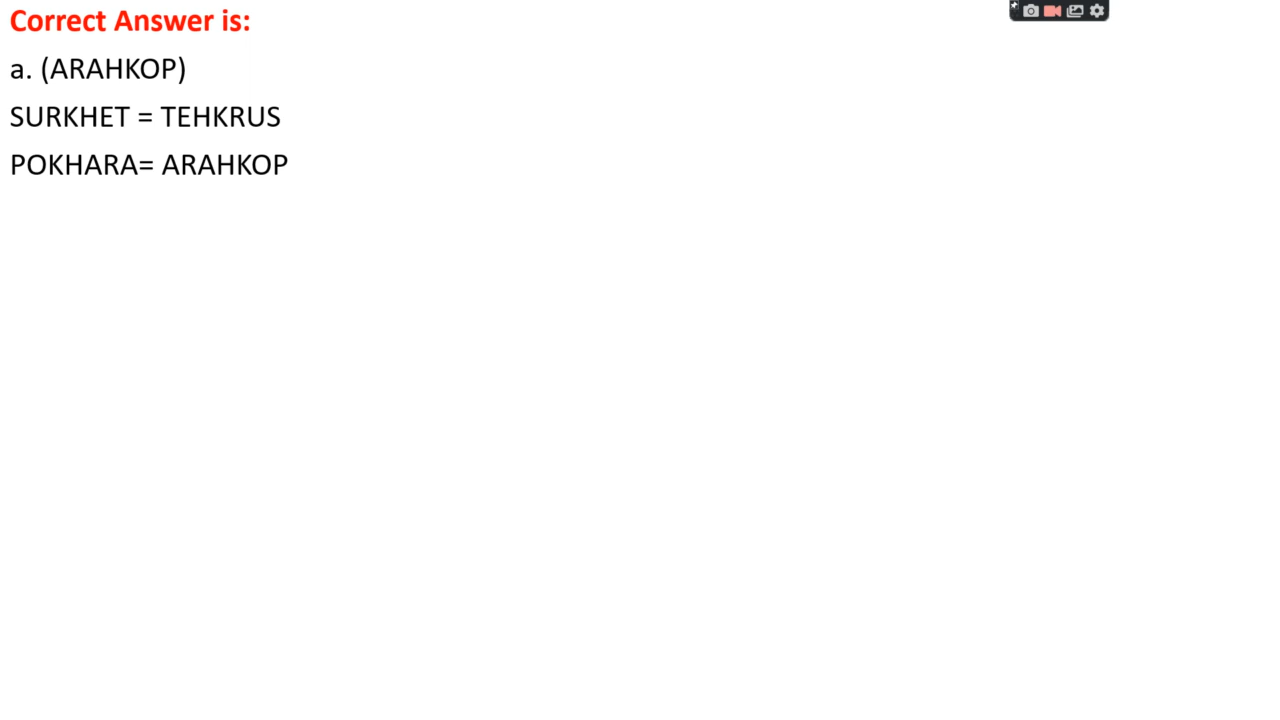 Correct Answer is:
a. (ARAHKOP)
SURKHET = TEHKRUS
POKHARA= ARAHKOP